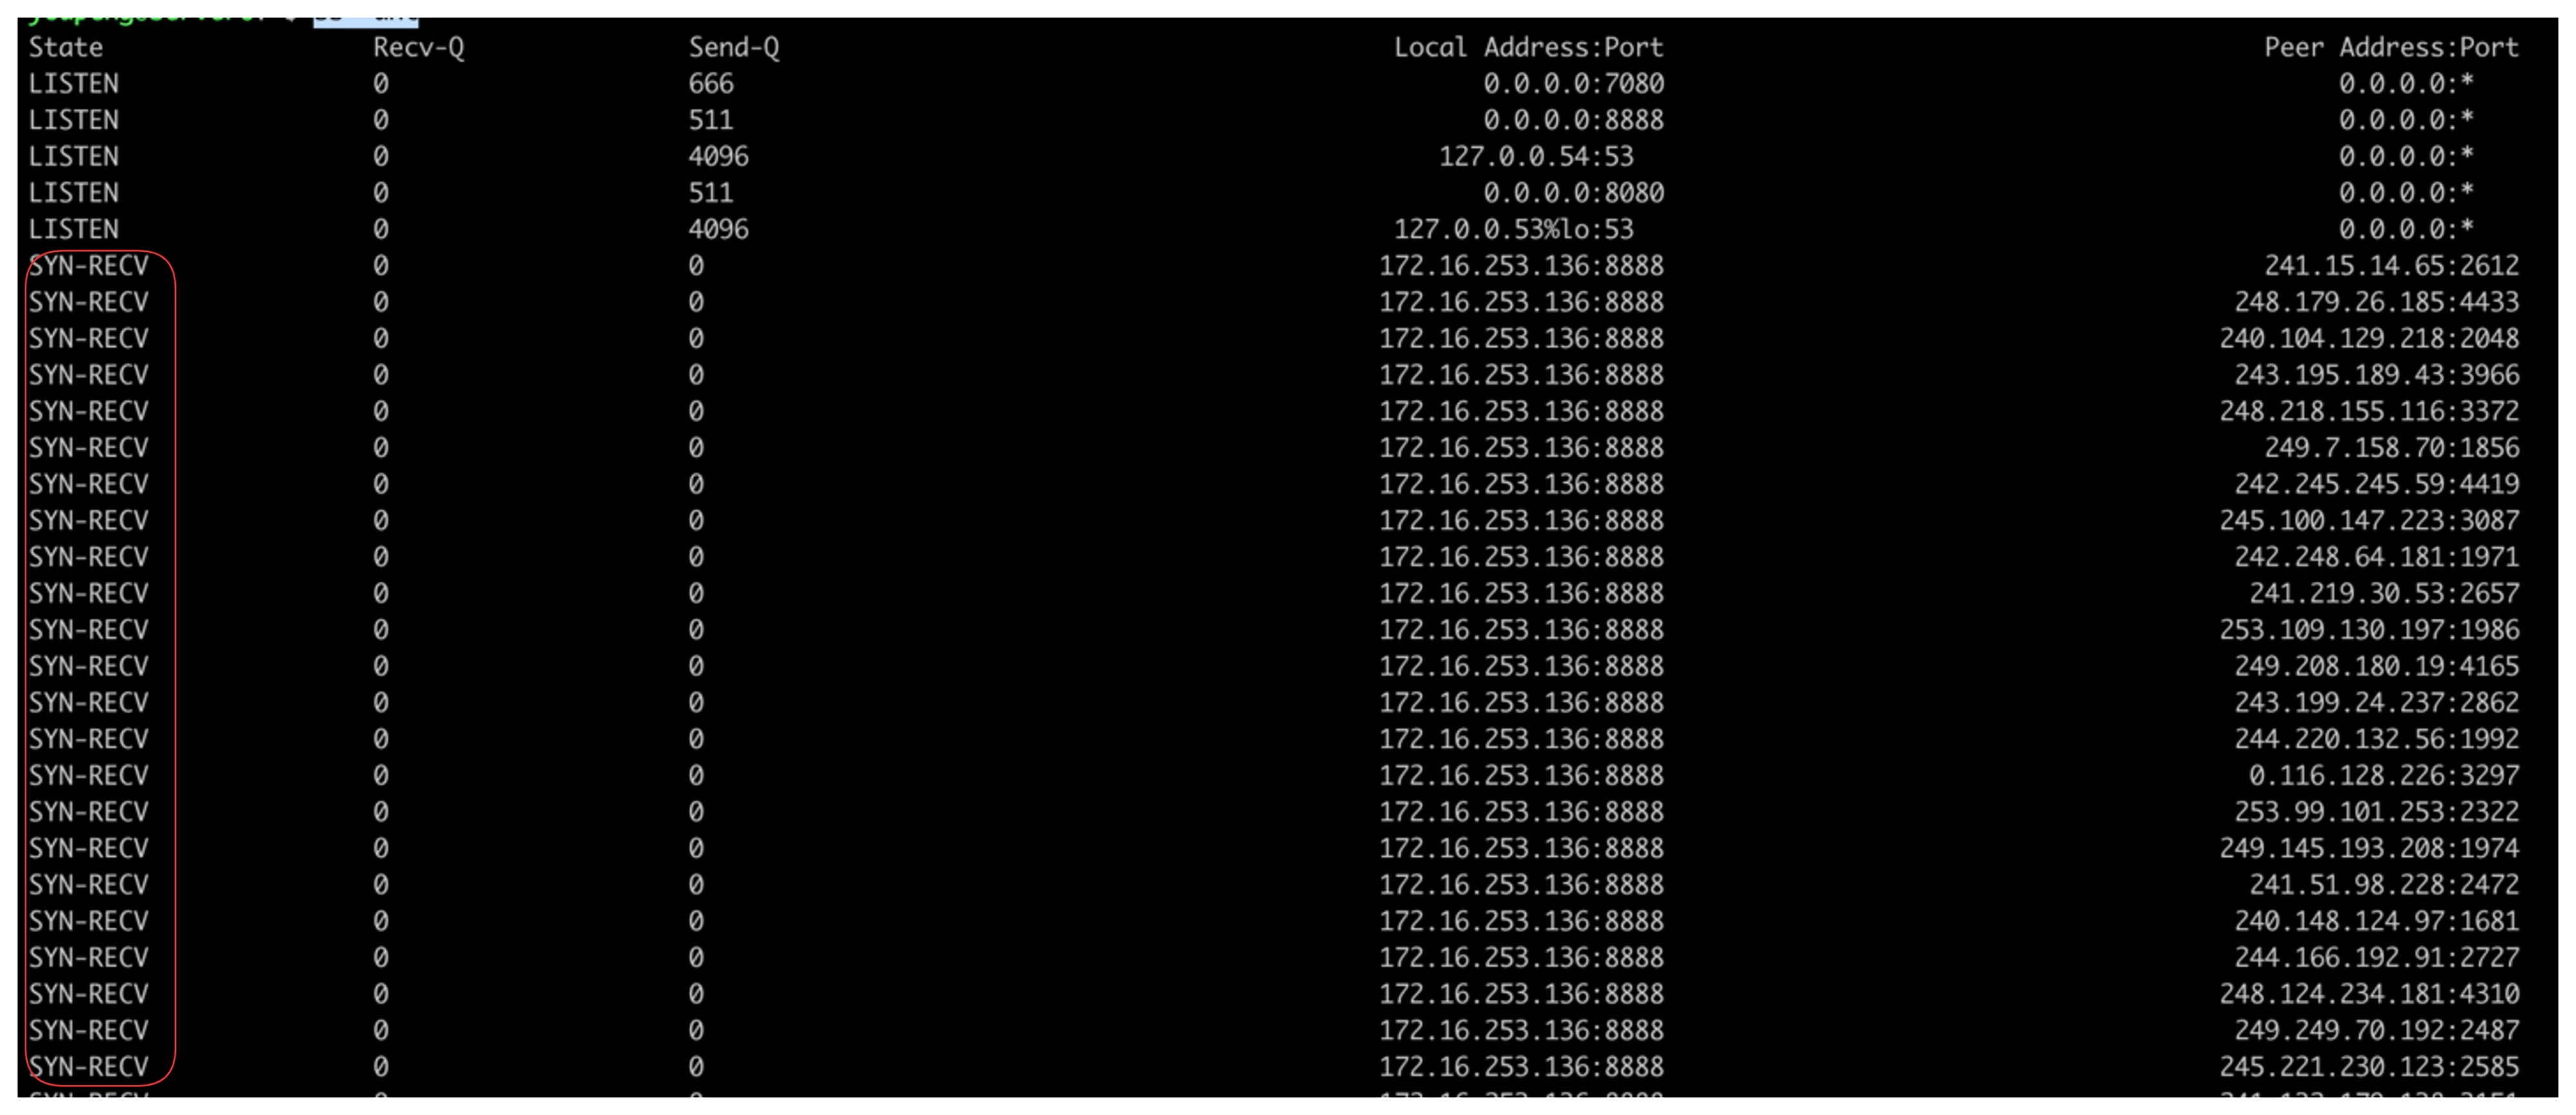 State Recv-Q Send-Q Local Address:Port Peer Address:Port
LISTEN 0 666 0.0.0.0:7080 0.0.0.0:*
LISTEN 0 511 0.0.0.0:8888 0.0.0.0:*
LISTEN 0 4096 127.0.0.54:53 0.0.0.0:*
LISTEN 0 511 0.0.0.0:8080 0.0.0.0:*
LISTEN 0 4096 127.0.0.53%lo:53 0.0.0.0:*
SYN-RECV 0 0 172.16.253.136:8888 241.15.14.65:2612
SYN-RECV 0 0 172.16.253.136:8888 248.179.26.185:4433
SYN-RECV 0 0 172.16.253.136:8888 240.104.129.218:2048
SYN-RECV 0 0 172.16.253.136:8888 243.195.189.43:3966
SYN-RECV 0 0 172.16.253.136:8888 248.218.155.116:3372
SYN-RECV 0 0 172.16.253.136:8888 249.7.158.70:1856
SYN-RECV 0 0 172.16.253.136:8888 242.245.245.59:4419
SYN-RECV 0 0 172.16.253.136:8888 245.100.147.223:3087
SYN-RECV 0 0 172.16.253.136:8888 242.248.64.181:1971
SYN-RECV 0 0 172.16.253.136:8888 241.219.30.53:2657
SYN-RECV 0 0 172.16.253.136:8888 253.109.130.197:1986
SYN-RECV 0 0 172.16.253.136:8888 249.208.180.19:4165
SYN-RECV 0 0 172.16.253.136:8888 243.199.24.237:2862
SYN-RECV 0 0 172.16.253.136:8888 244.220.132.56:1992
SYN-RECV 0 0 172.16.253.136:8888 0.116.128.226:3297
SYN-RECV 0 0 172.16.253.136:8888 253.99.101.253:2322
SYN-RECV 0 0 172.16.253.136:8888 249.145.193.208:1974
SYN-RECV 0 0 172.16.253.136:8888 241.51.98.228:2472
SYN-RECV 0 0 172.16.253.136:8888 240.148.124.97:1681
SYN-RECV 0 0 172.16.253.136:8888 244.166.192.91:2727
SYN-RECV 0 0 172.16.253.136:8888 248.124.234.181:4310
SYN-RECV 0 0 172.16.253.136:8888 249.249.70.192:2487
SYN-RECV 0 0 172.16.253.136:8888 245.221.230.123:2585